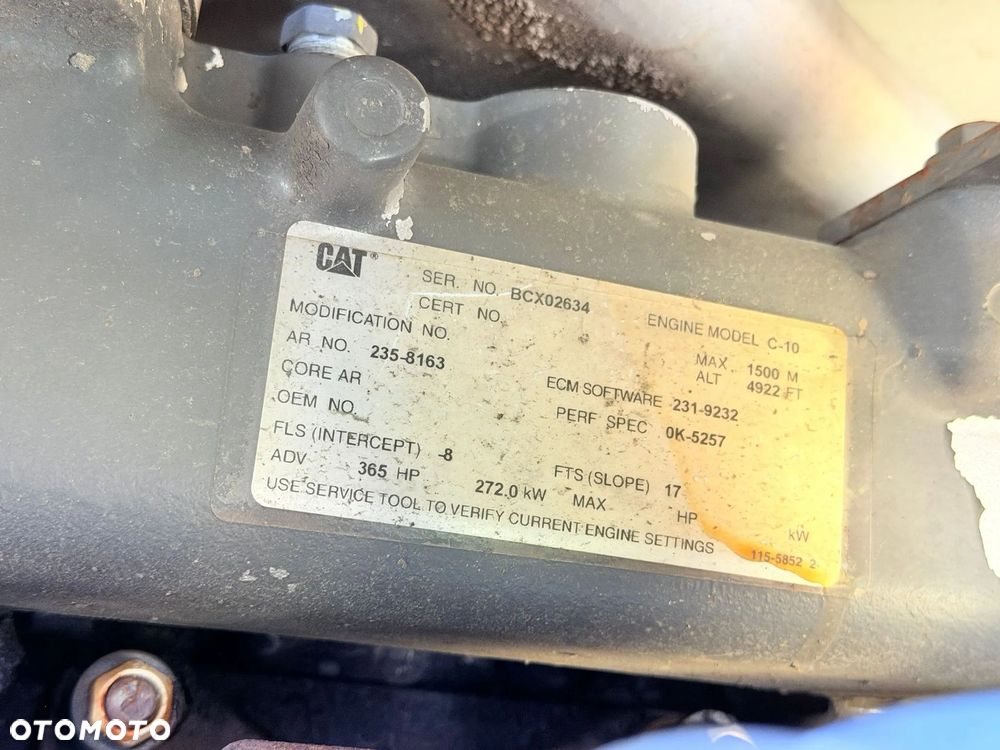 CAT®
SER. NO. BCX02634
ENGINE MODEL C-10
CERT NO.
MODIFICATION NO.
MAX ALT 1500 M 4922 FT
AR NO. 235-8163
ECM SOFTWARE 231-9232
CORE AR
PERF SPEC 0K-5257
OEM NO.
FLS (INTERCEPT) -8
FTS (SLOPE) 17
ADV 365 HP 272.0 kW MAX HP kW
USE SERVICE TOOL TO VERIFY CURRENT ENGINE SETTINGS
115-5852 2
OTOMOTO